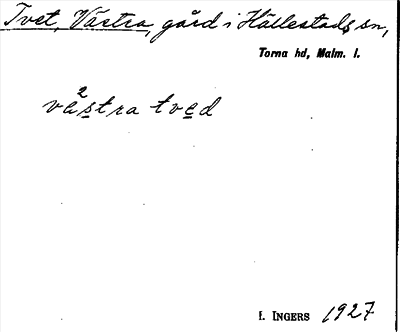 Tvet, Västra, gård i Hällestads sn,
Torna hd, Malm. l.
västra tved
f. INGERS 1927